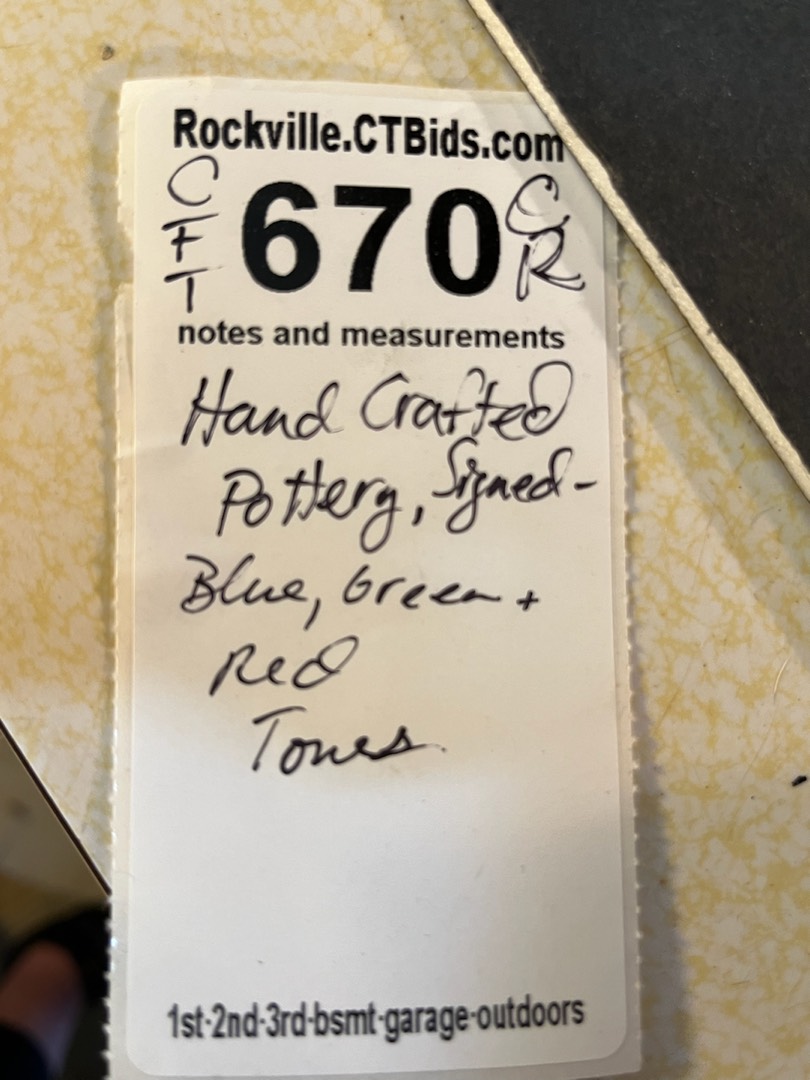 Rockville.CTBids.com
C
F
T
670
C
R
notes and measurements
Hand Crafted
Pottery, Signed-
Blue, Green +
Red
Tones
1st-2nd-3rd-bsmt-garage-outdoors